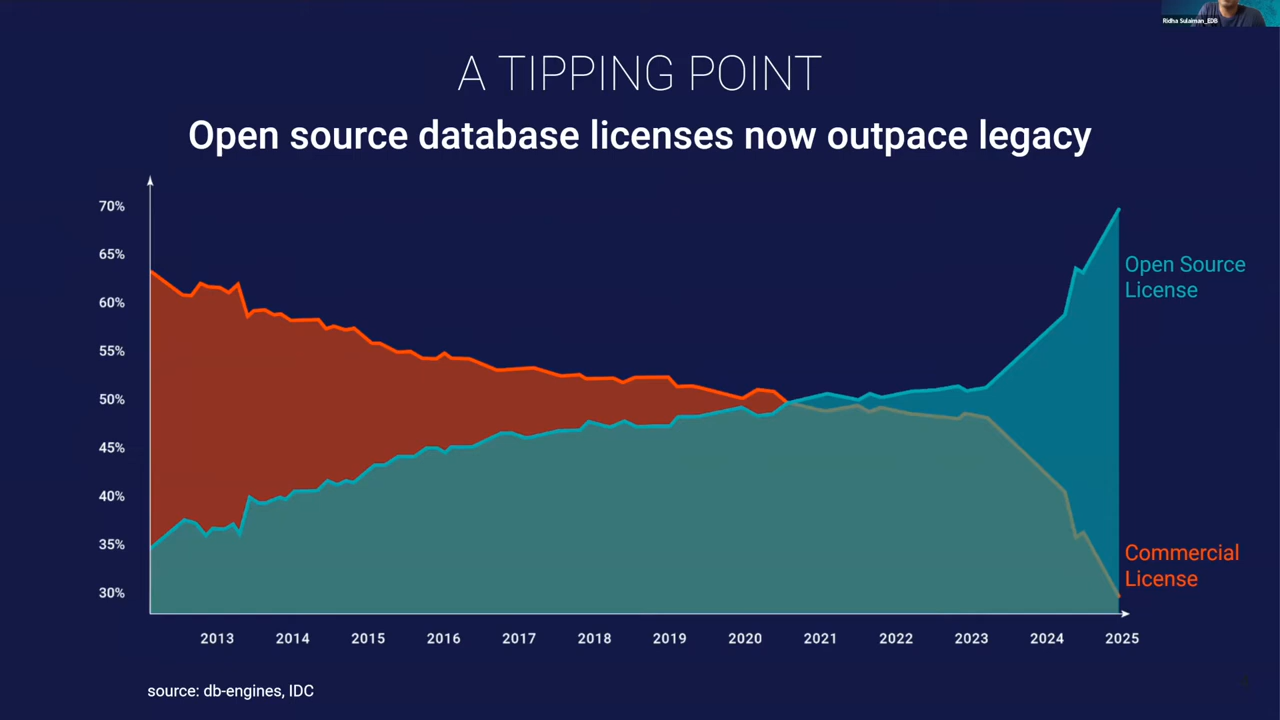 Ridha Sulaiman_EDB
A TIPPING POINT
Open source database licenses now outpace legacy
70%
65%
60%
55%
50%
45%
40%
35%
30%
Open Source
License
Commercial
License
2013 2014 2015 2016 2017 2018 2019 2020 2021 2022 2023 2024 2025
source: db-engines, IDC